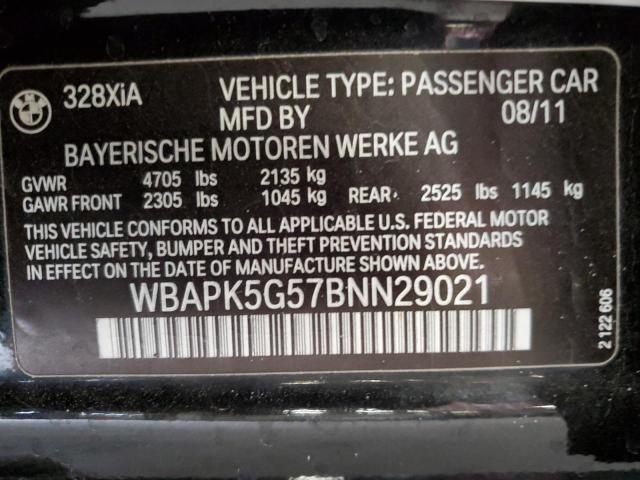 328XiA VEHICLE TYPE: PASSENGER CAR
MFD BY 08/11
BAYERISCHE MOTOREN WERKE AG
GVWR 4705 lbs 2135 kg
GAWR FRONT 2305 lbs 1045 kg REAR: 2525 lbs 1145 kg
THIS VEHICLE CONFORMS TO ALL APPLICABLE U.S. FEDERAL MOTOR
VEHICLE SAFETY, BUMPER AND THEFT PREVENTION STANDARDS
IN EFFECT ON THE DATE OF MANUFACTURE SHOWN ABOVE.
WBAPK5G57BNN29021
2 122 606